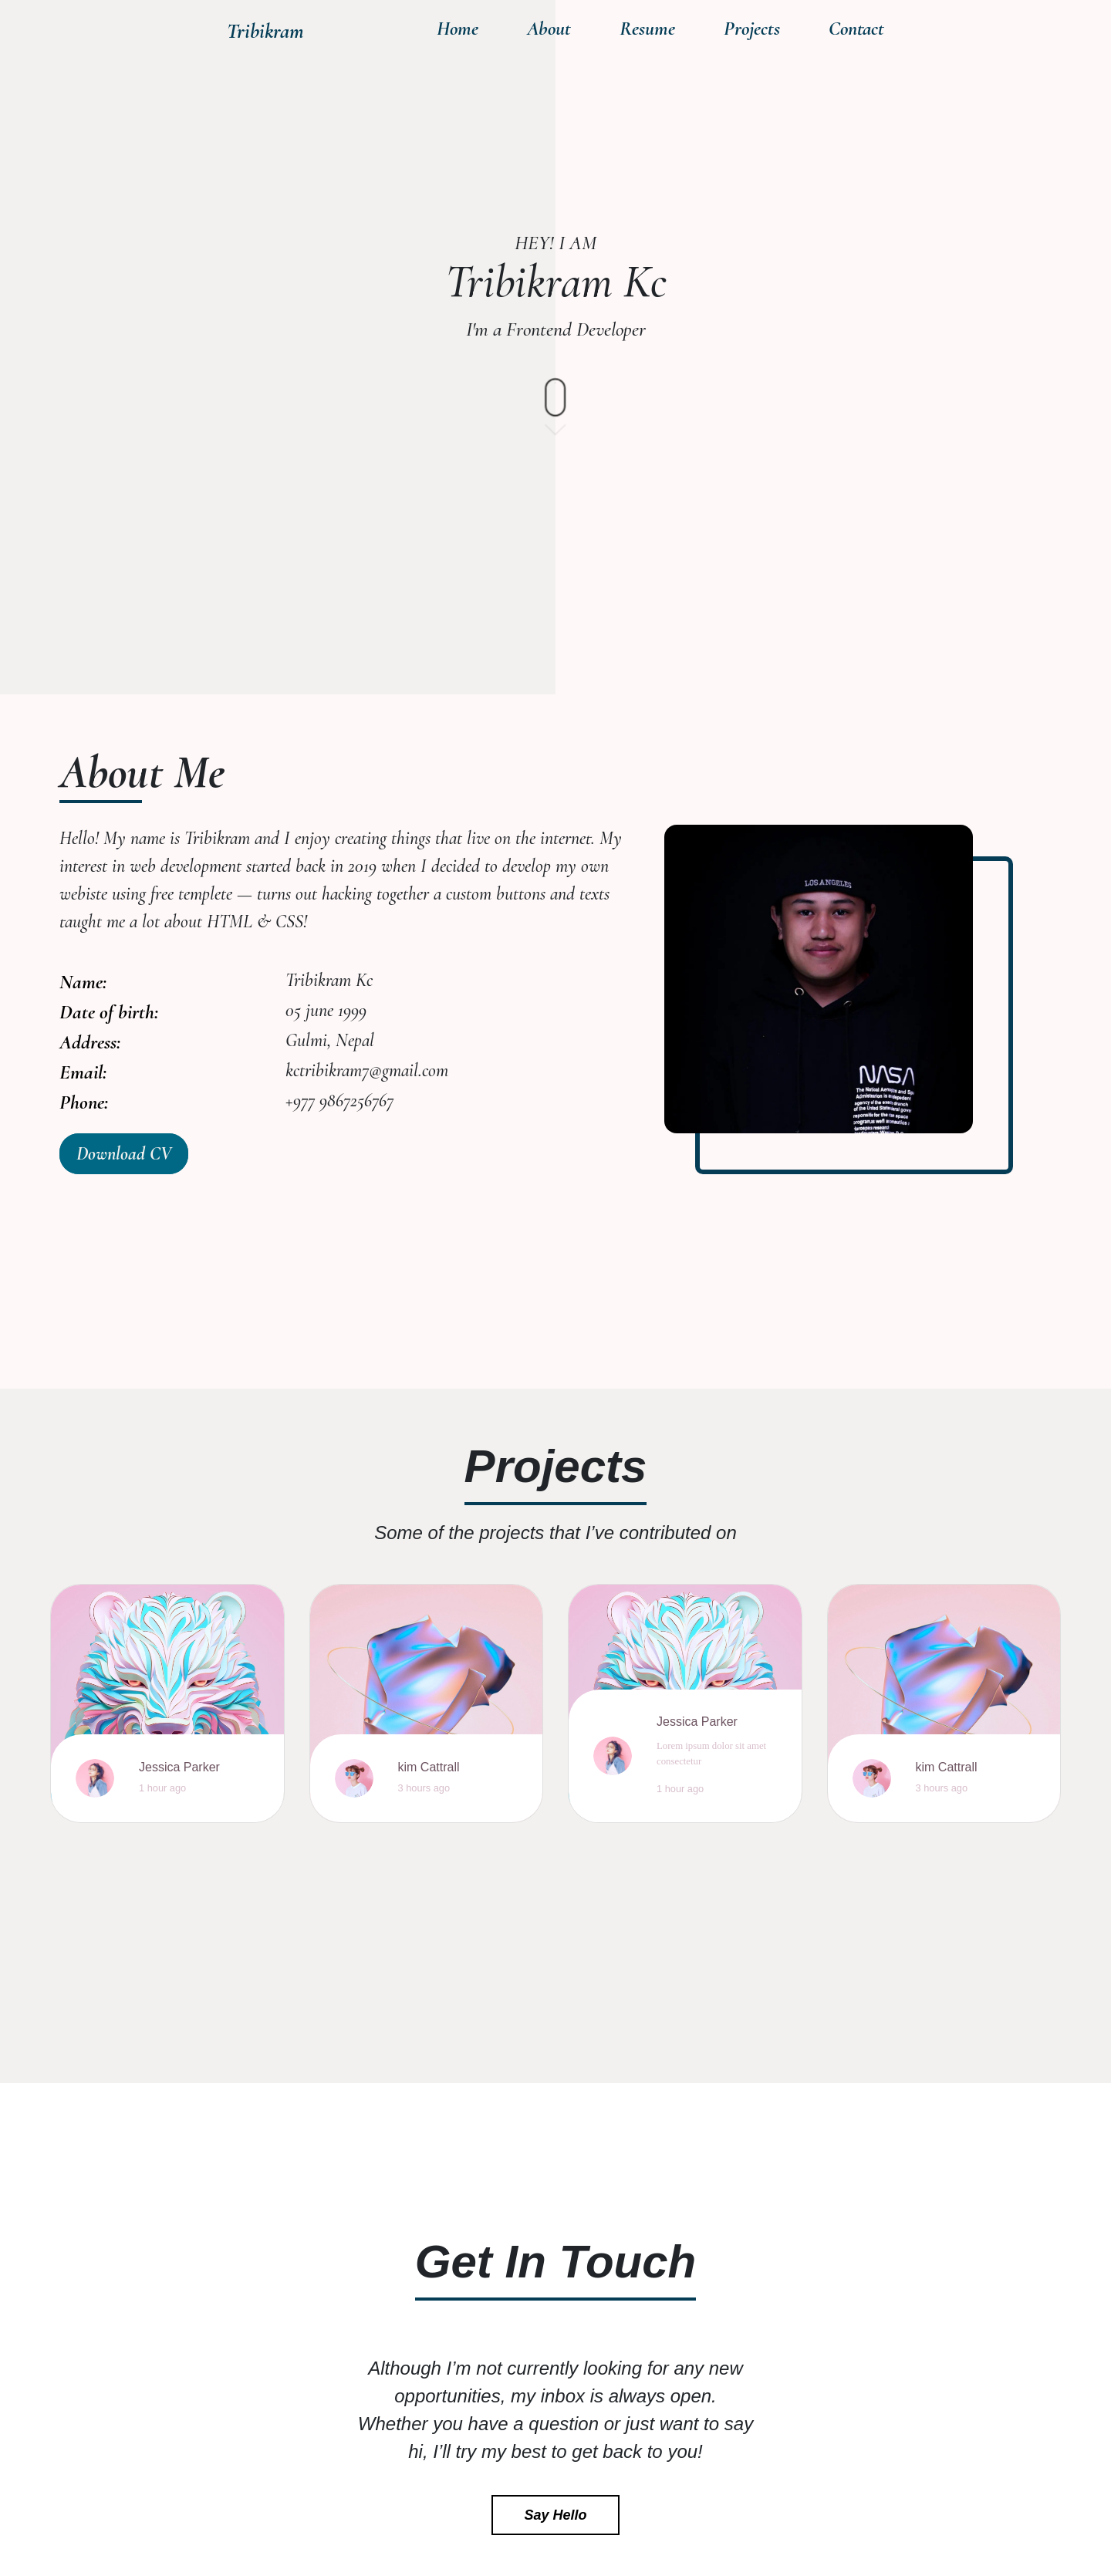 Tribikram
Home About Resume Projects Contact
HEY! I AM
Tribikram Kc
I'm a Frontend Developer
About Me
Hello! My name is Tribikram and I enjoy creating things that live on the internet. My
interest in web development started back in 2019 when I decided to develop my own
webiste using free templete — turns out hacking together a custom buttons and texts
taught me a lot about HTML & CSS!
Name: Tribikram Kc
Date of birth: 05 june 1999
Address: Gulmi, Nepal
Email: kctribikram7@gmail.com
Phone: +977 9867256767
Download CV
LOS ANGELES
NASA
Projects
Some of the projects that I’ve contributed on
Jessica Parker
1 hour ago
kim Cattrall
3 hours ago
Jessica Parker
Lorem ipsum dolor sit amet
consectetur
1 hour ago
kim Cattrall
3 hours ago
Get In Touch
Although I’m not currently looking for any new
opportunities, my inbox is always open.
Whether you have a question or just want to say
hi, I’ll try my best to get back to you!
Say Hello